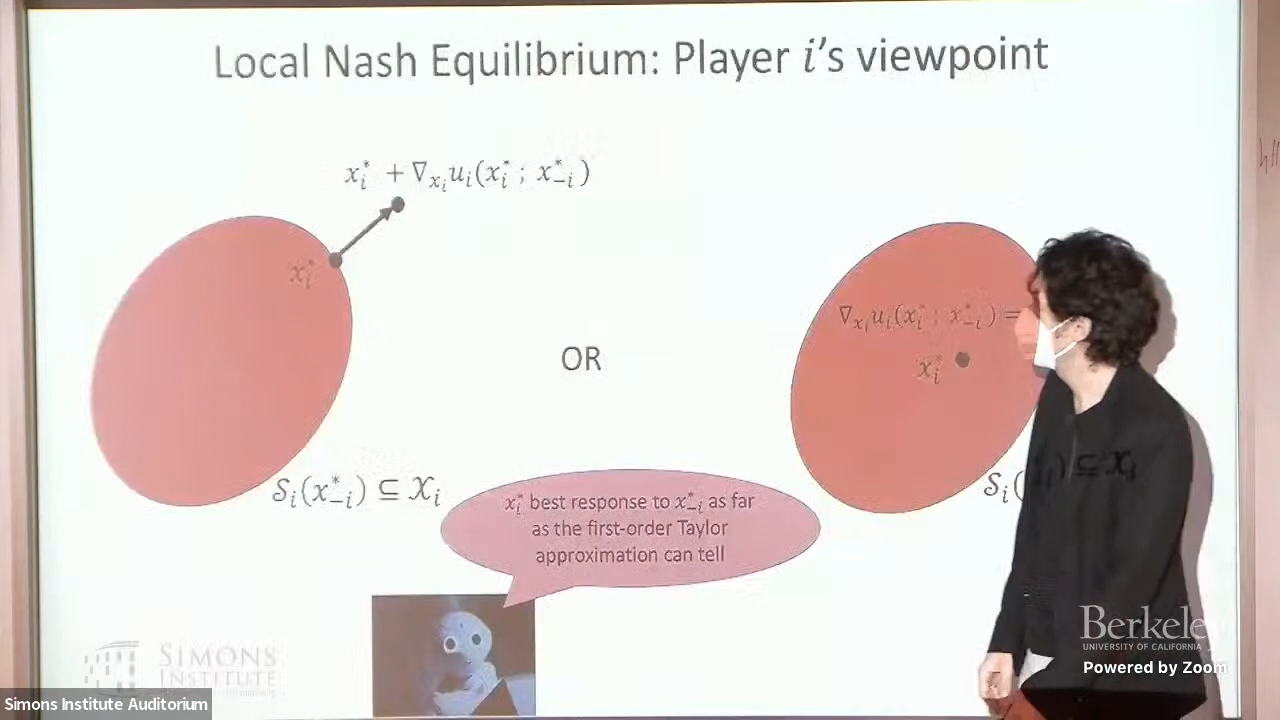 Local Nash Equilibrium: Player i's viewpoint
x_i^* + ∇_{x_i} u_i(x_i^* ; x_{-i}^*)
x_i^*
∇_{x_i} u_i(x_i^* ; x_{-i}^*) =
OR
x_i^*
S_i(x_{-i}^*) ⊆ X_i
S_i( ) ⊆ X_i
x_i^* best response to x_{-i}^* as far
as the first-order Taylor
approximation can tell
SIMONS
INSTITUTE
Berkeley
UNIVERSITY OF CALIFORNIA
Powered by Zoom
Simons Institute Auditorium